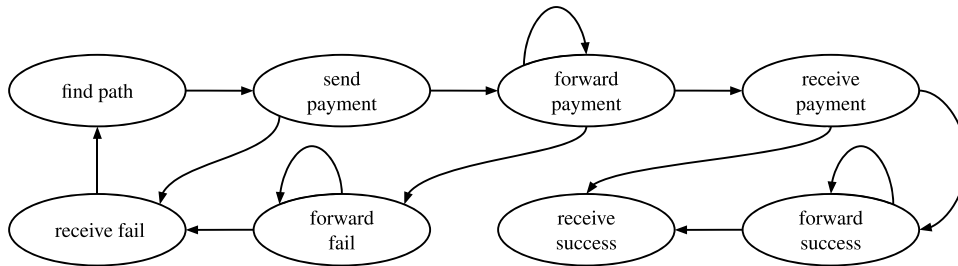 find path
send
payment
forward
payment
receive
payment
receive fail
forward
fail
receive
success
forward
success